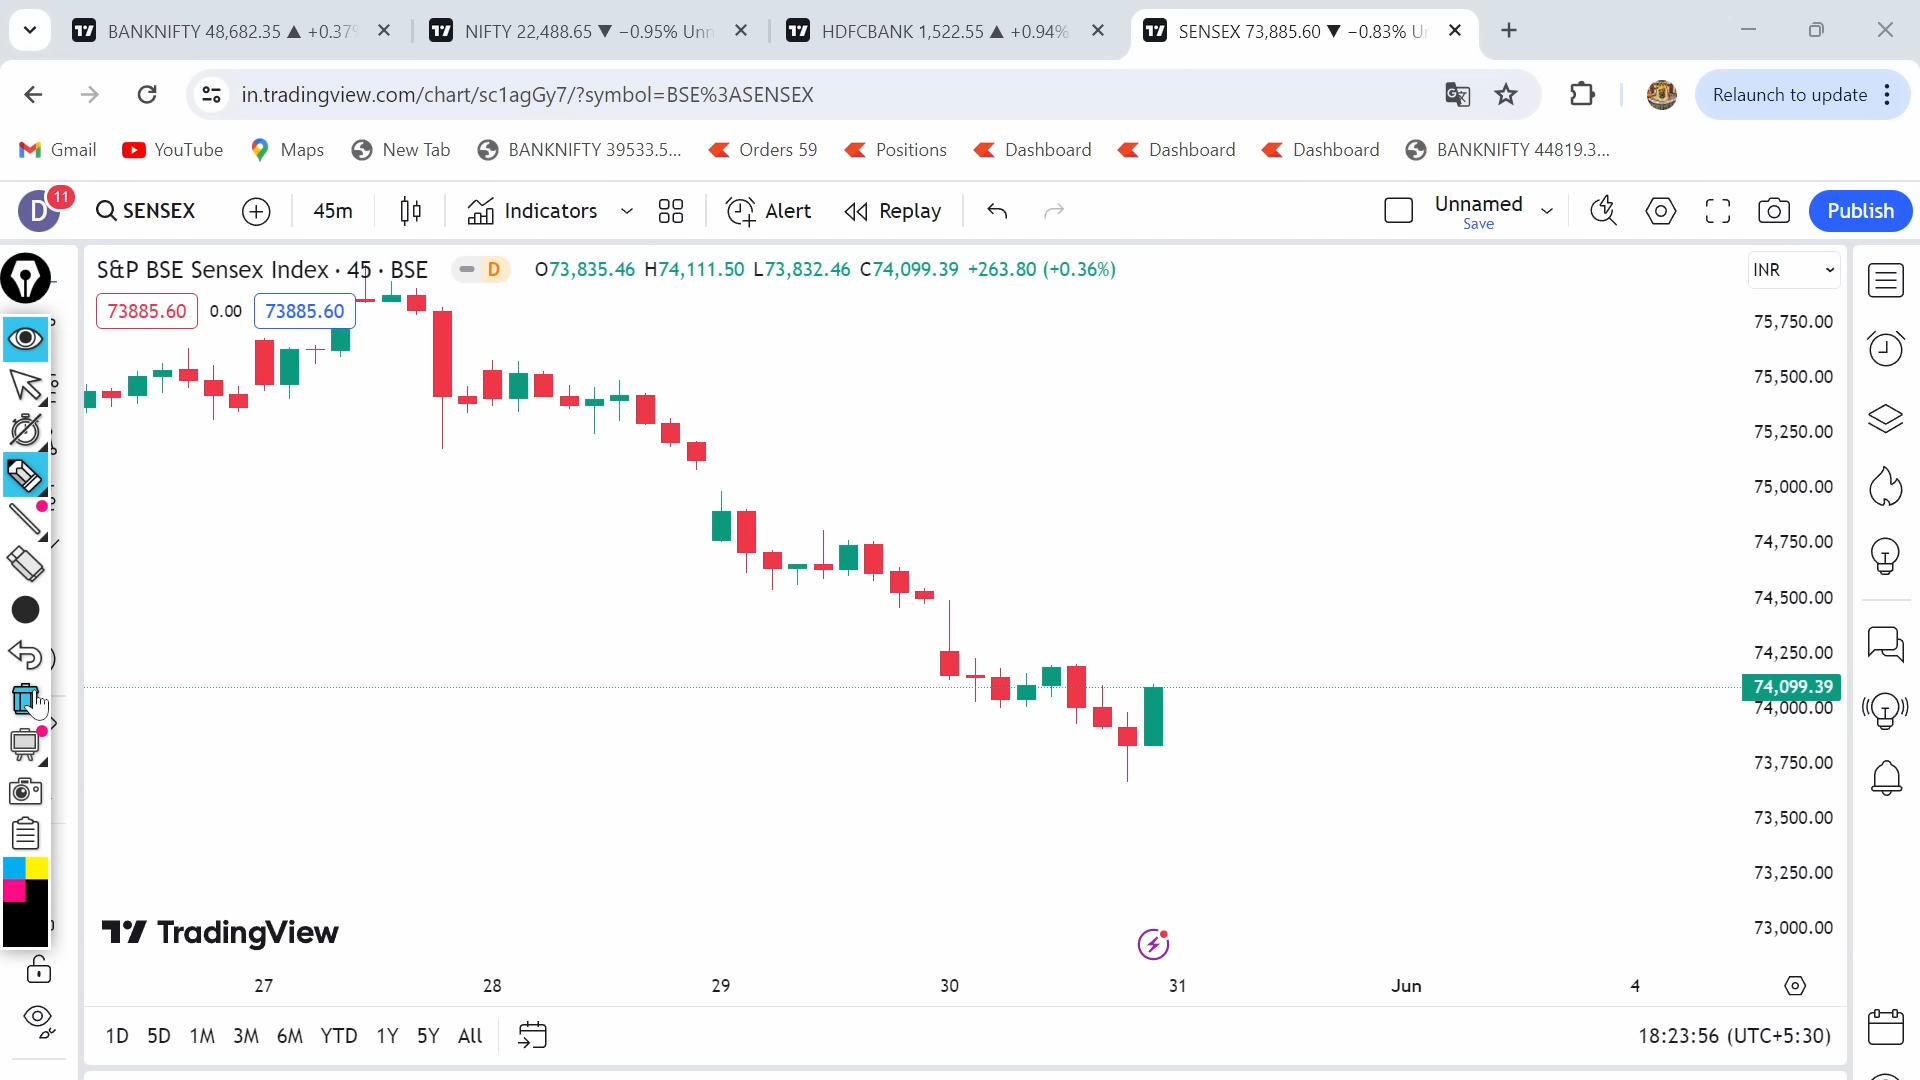 BANKNIFTY 48,682.35 ▲ +0.37%
NIFTY 22,488.65 ▼ −0.95% Unn
HDFCBANK 1,522.55 ▲ +0.94%
SENSEX 73,885.60 ▼ −0.83% U
in.tradingview.com/chart/sc1agGy7/?symbol=BSE%3ASENSEX
Relaunch to update
Gmail
YouTube
Maps
New Tab
BANKNIFTY 39533.5...
Orders 59
Positions
Dashboard
Dashboard
Dashboard
BANKNIFTY 44819.3...
D
11
SENSEX
45m
Indicators
Alert
Replay
Unnamed
Save
Publish
S&P BSE Sensex Index · 45 · BSE
D
O73,835.46 H74,111.50 L73,832.46 C74,099.39 +263.80 (+0.36%)
INR
73885.60
0.00
73885.60
75,750.00
75,500.00
75,250.00
75,000.00
74,750.00
74,500.00
74,250.00
74,099.39
74,000.00
73,750.00
73,500.00
73,250.00
73,000.00
TradingView
27
28
29
30
31
Jun
4
1D
5D
1M
3M
6M
YTD
1Y
5Y
All
18:23:56 (UTC+5:30)